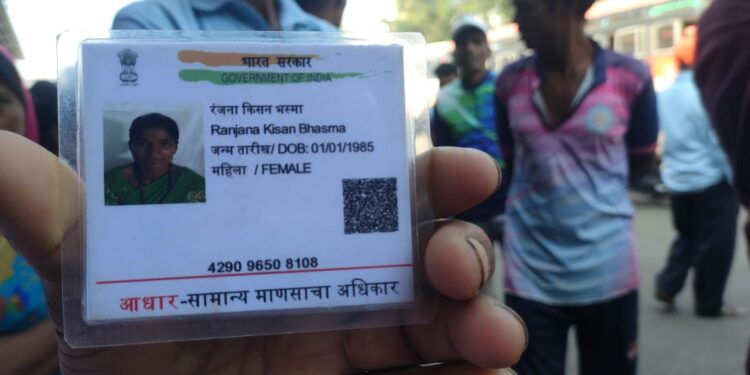 भारत सरकार
GOVERNMENT OF INDIA
रंजना किसन भस्मा
Ranjana Kisan Bhasma
जन्म तारीख/ DOB: 01/01/1985
महिला / FEMALE
4290 9650 8108
आधार-सामान्य माणसाचा अधिकार